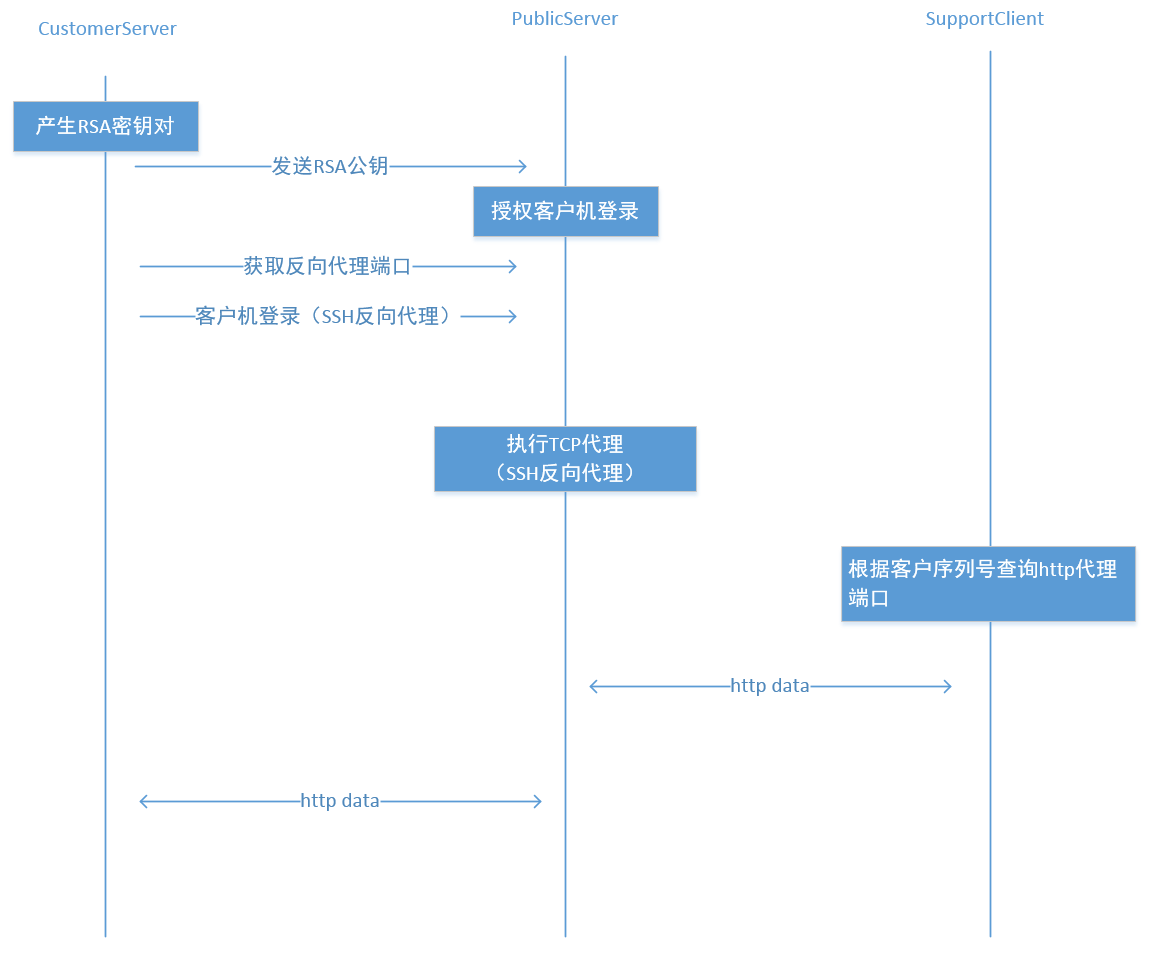 CustomerServer
PublicServer
SupportClient
产生RSA密钥对
发送RSA公钥
授权客户机登录
获取反向代理端口
客户机登录（SSH反向代理）
执行TCP代理
（SSH反向代理）
根据客户序列号查询http代理
端口
http data
http data